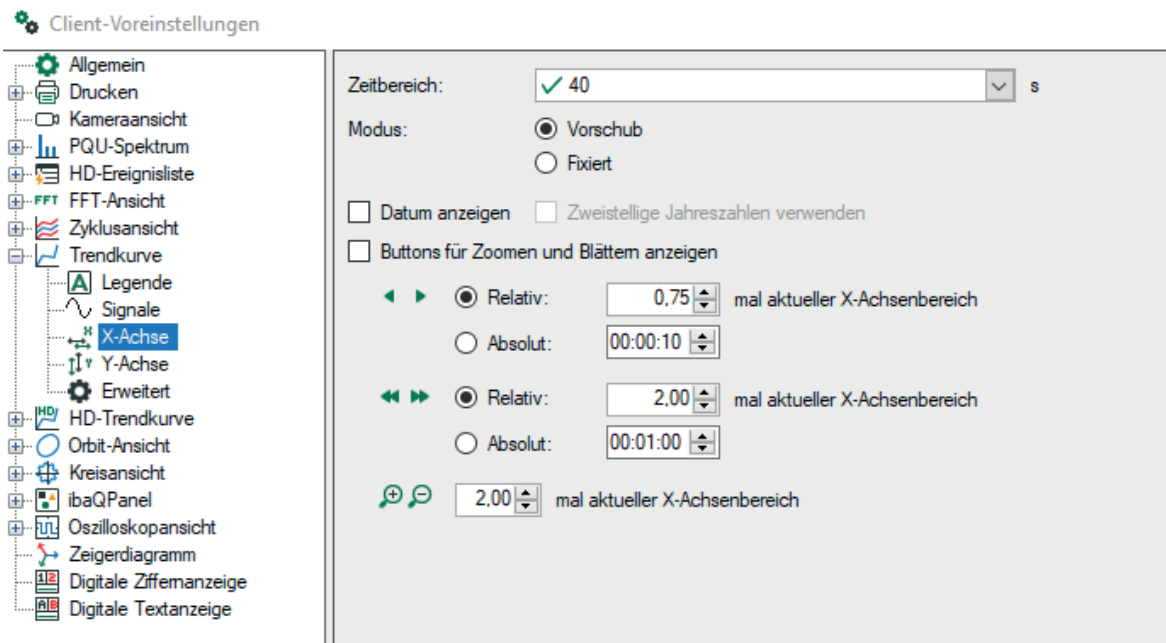 Client-Voreinstellungen
Allgemein
Drucken
Kameraansicht
PQU-Spektrum
HD-Ereignisliste
FFT FFT-Ansicht
Zyklusansicht
Trendkurve
A Legende
Signale
X X-Achse
Y Y-Achse
Erweitert
HD HD-Trendkurve
Orbit-Ansicht
Kreisansicht
ibaQPanel
Oszilloskopansicht
Zeigerdiagramm
12 Digitale Ziffernanzeige
AB Digitale Textanzeige
Zeitbereich: 40 s
Modus: Vorschub
Fixiert
Datum anzeigen Zweistellige Jahreszahlen verwenden
Buttons für Zoomen und Blättern anzeigen
Relativ: 0,75 mal aktueller X-Achsenbereich
Absolut: 00:00:10
Relativ: 2,00 mal aktueller X-Achsenbereich
Absolut: 00:01:00
2,00 mal aktueller X-Achsenbereich